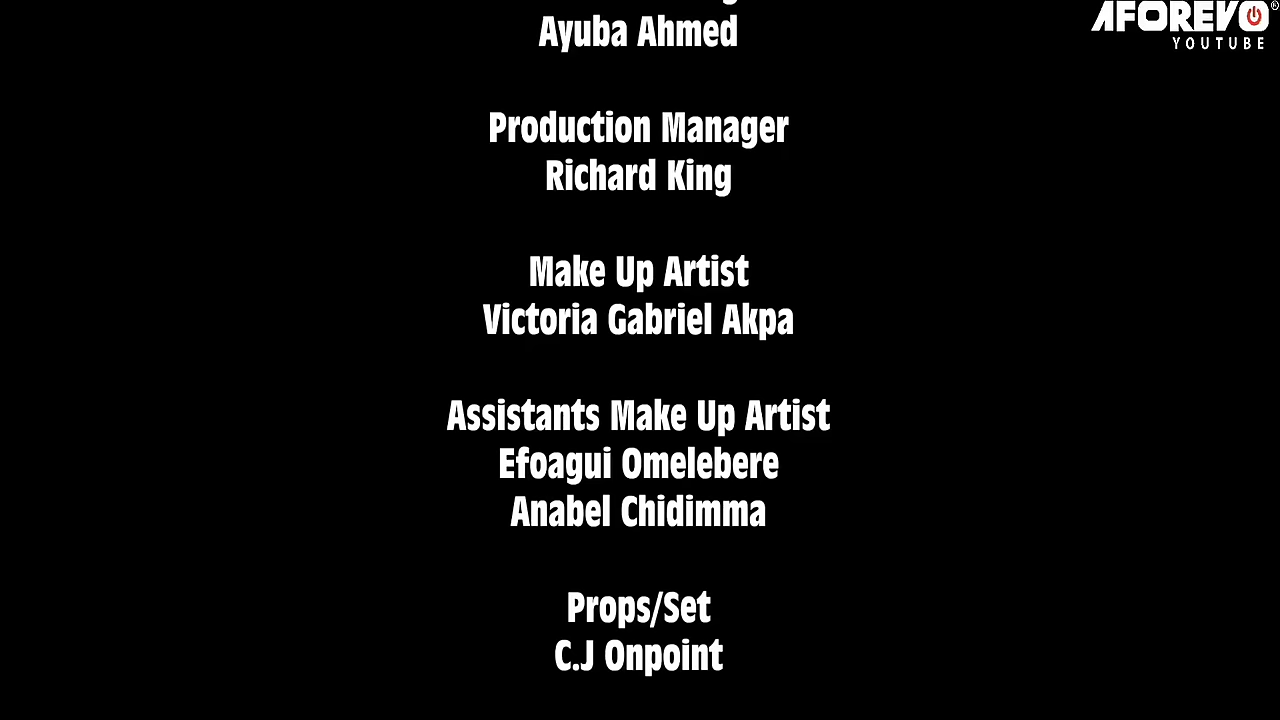 AFOREVO®
YOUTUBE
Ayuba Ahmed
Production Manager
Richard King
Make Up Artist
Victoria Gabriel Akpa
Assistants Make Up Artist
Efoagui Omelebere
Anabel Chidimma
Props/Set
C.J Onpoint